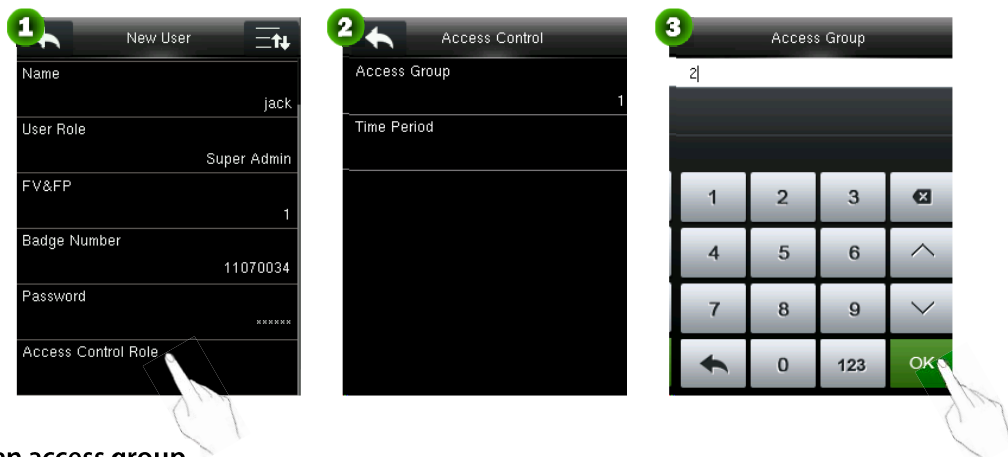 1
New User
Name
jack
User Role
Super Admin
FV&FP
1
Badge Number
11070034
Password
××××××
Access Control Role
2
Access Control
Access Group
1
Time Period
3
Access Group
2
1 2 3
4 5 6
7 8 9
0 123 OK
access group